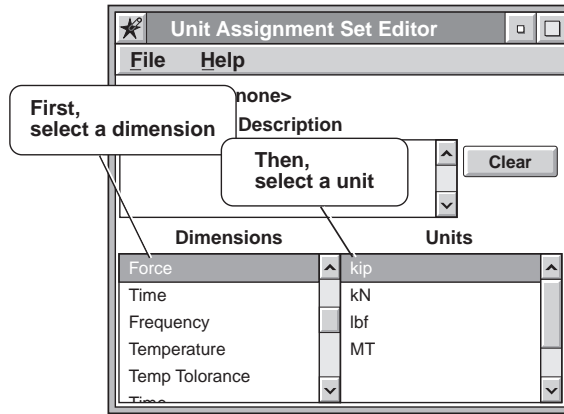 Unit Assignment Set Editor
File Help
none>
First,
select a dimension
Description
Then,
select a unit
Clear
Dimensions Units
Force kip
Time kN
Frequency lbf
Temperature MT
Temp Tolorance
Time